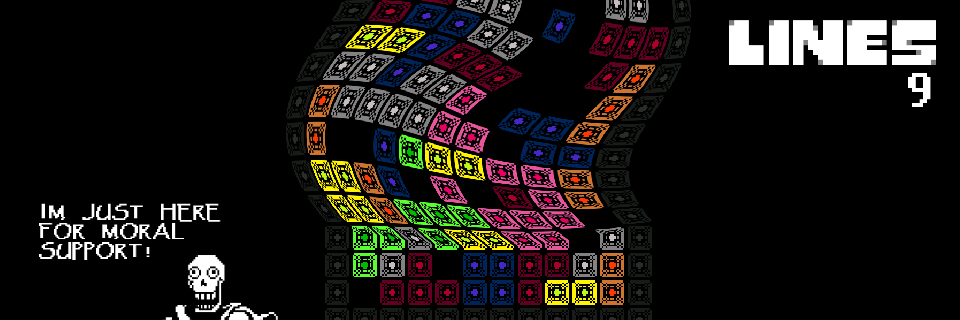 LINES
9
IM JUST HERE
FOR MORAL
SUPPORT!